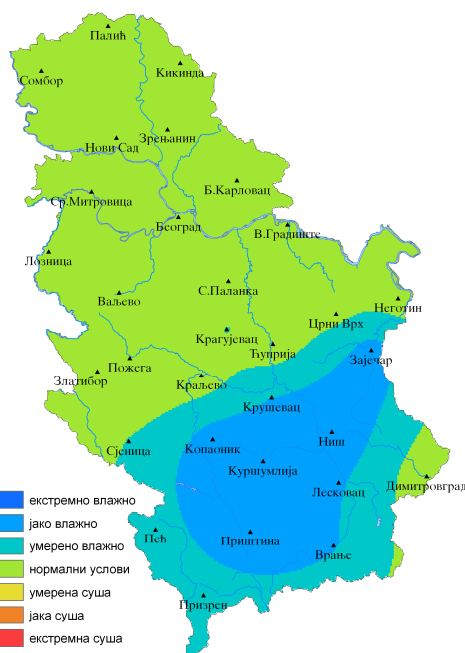 Палић
Кикинда
Сомбор
Зрењанин
Нови Сад
Б.Карловац
Ср.Митровица
Београд
В.Градиште
Лозница
С.Паланка
Ваљево
Неготин
Црни Врх
Крагујевац
Ћуприја
Зајечар
Пожега
Златибор
Краљево
Крушевац
Ниш
Копаоник
Сјеница
Куршумлија
Димитровград
Лесковац
екстремно влажно
јако влажно
Пећ
Приштина
умерено влажно
Врање
нормални услови
умерена суша
Призрен
јака суша
екстремна суша